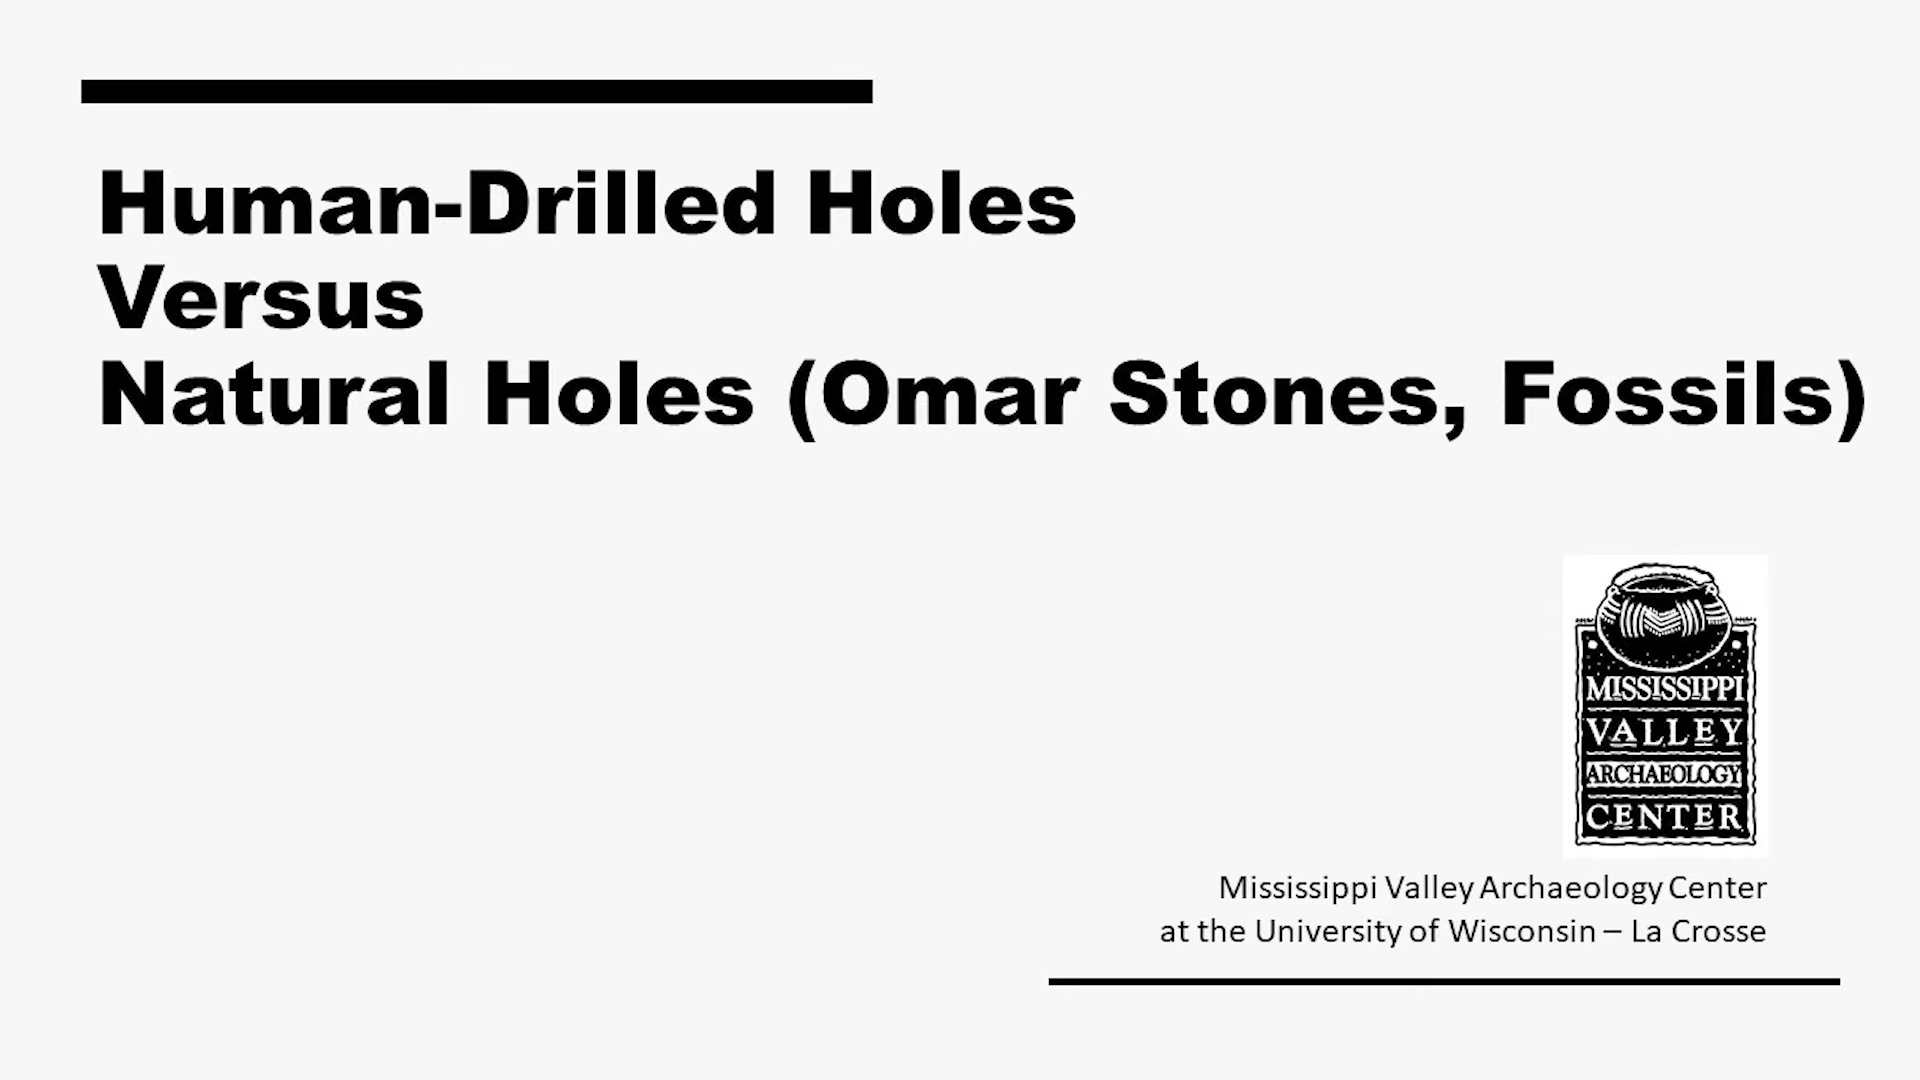 Human-Drilled Holes
Versus
Natural Holes (Omar Stones, Fossils)
MISSISSIPPI
VALLEY
ARCHAEOLOGY
CENTER
Mississippi Valley Archaeology Center
at the University of Wisconsin – La Crosse